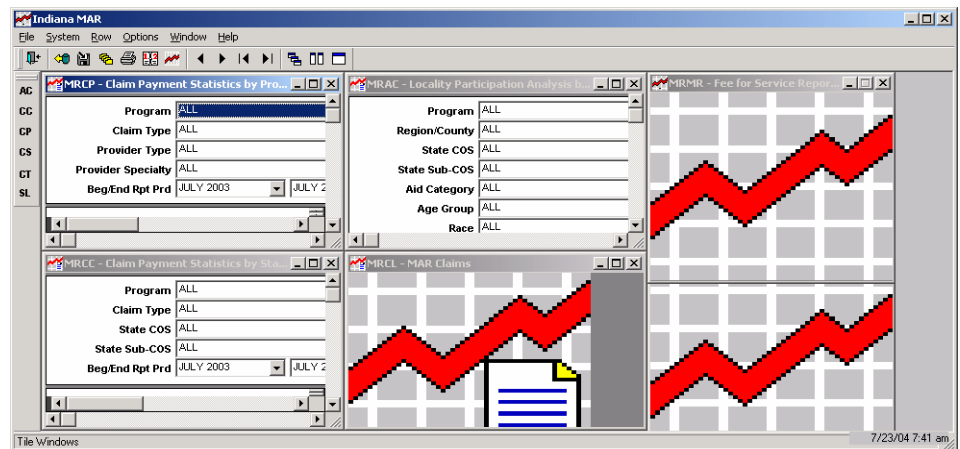 Indiana MAR
File System Row Options Window Help
AC
CC
CP
CS
CT
SL
MRCP - Claim Payment Statistics by Pro...
Program ALL
Claim Type ALL
Provider Type ALL
Provider Specialty ALL
Beg/End Rpt Prd JULY 2003 JULY 2
MRAC - Locality Participation Analysis b...
Program ALL
Region/County ALL
State COS ALL
State Sub-COS ALL
Aid Category ALL
Age Group ALL
Race ALL
MRMR - Fee for Service Repor...
MRCC - Claim Payment Statistics by Sta...
Program ALL
Claim Type ALL
State COS ALL
State Sub-COS ALL
Beg/End Rpt Prd JULY 2003 JULY 2
MRCL - MAR Claims
Tile Windows
7/23/04 7:41 am